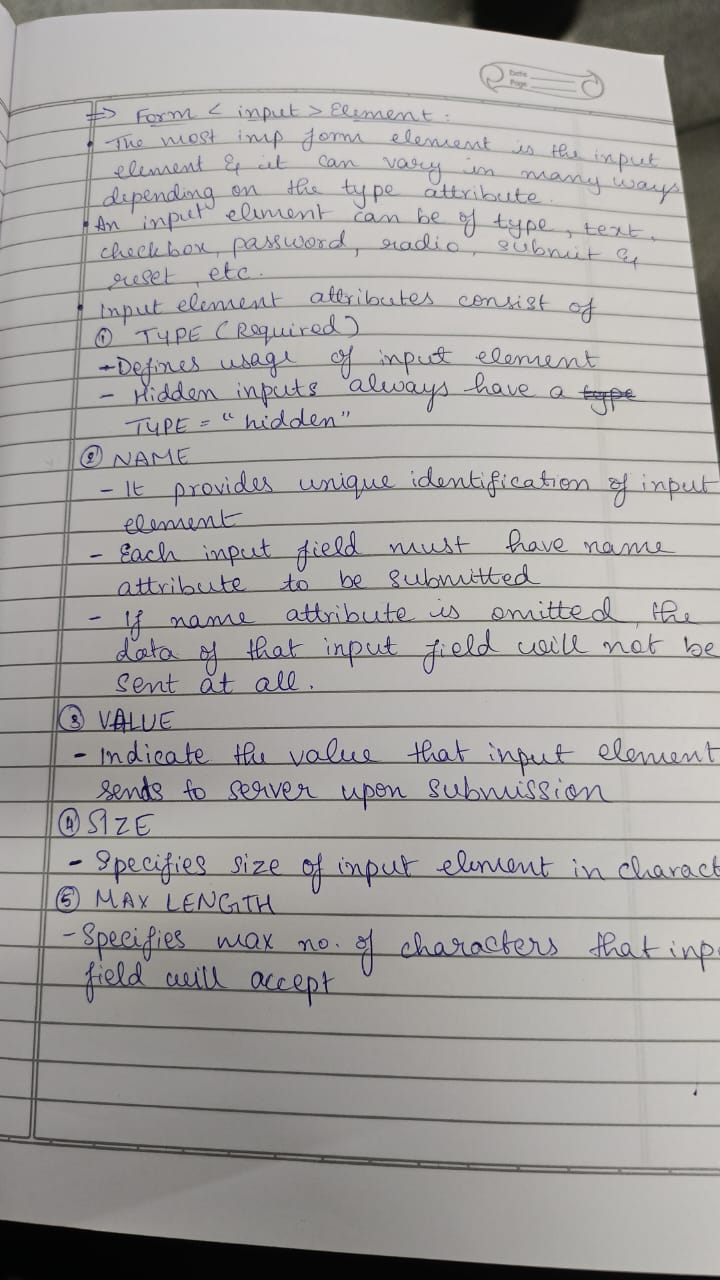 Date
Page
=> Form < input > Element :
• The most imp form element is the input
element & it can vary in many ways
depending on the type attribute.
• An input element can be of type, text,
checkbox, password, radio, submit &
reset, etc.
• Input element attributes consist of
① TYPE (Required)
- Defines usage of input element
- Hidden inputs always have a type
TYPE = "hidden"
② NAME
- It provides unique identification of input
element
- Each input field must have name
attribute to be submitted
- If name attribute is omitted, the
data of that input field will not be
sent at all.
③ VALUE
- Indicate the value that input element
sends to server upon submission
④ SIZE
- Specifies size of input element in charact
⑤ MAX LENGTH
- Specifies max no. of characters that inp
field will accept